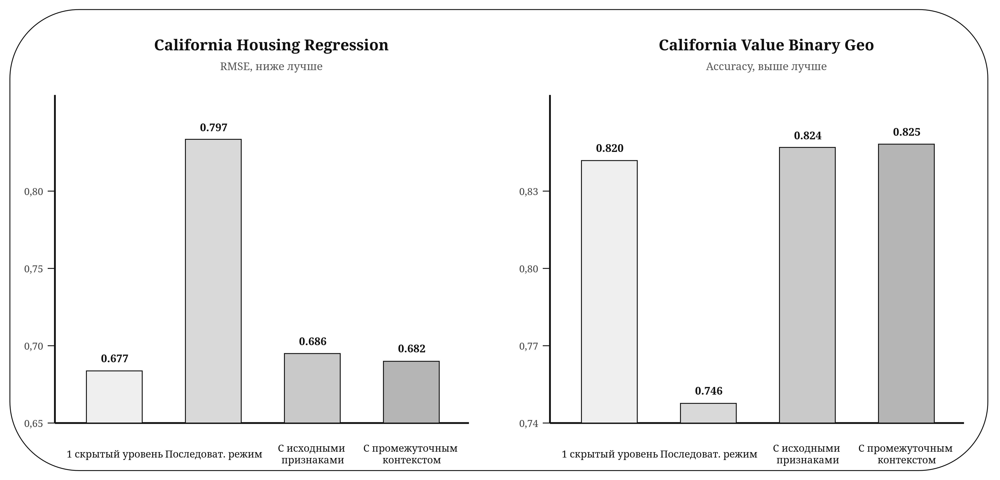 California Housing Regression
RMSE, ниже лучше
0.797
0,80
0,75
0.686
0,70
0.682
0.677
0,65
1 скрытый уровень
Последоват. режим
С исходными
признаками
С промежуточным
контекстом
California Value Binary Geo
Accuracy, выше лучше
0.825
0.824
0.820
0,83
0,80
0,77
0.746
0,74
1 скрытый уровень
Последоват. режим
С исходными
признаками
С промежуточным
контекстом